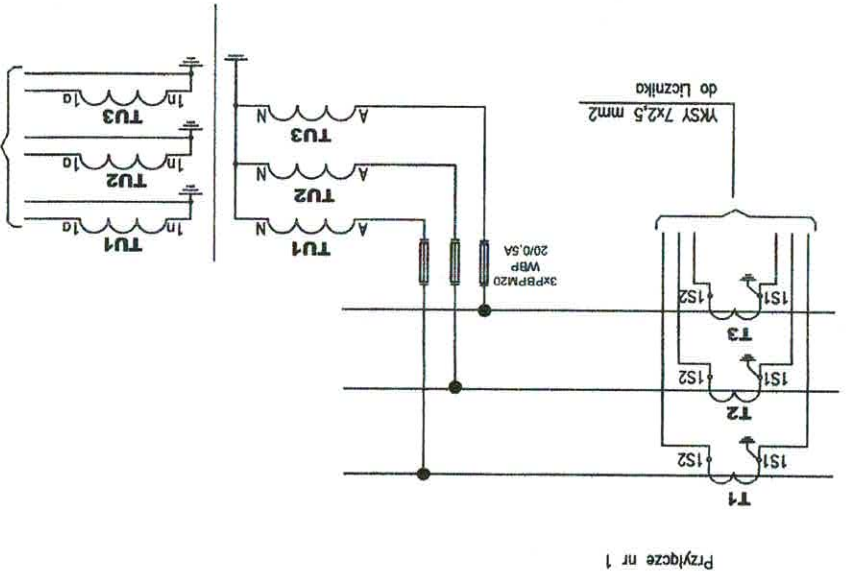 Przyłącze nr 1
T1
1S1
1S2
T2
1S1
1S2
T3
1S1
1S2
3xPBPM20
WBP
20/0,5A
YKSY 7x2,5 mm2
do Licznika
TU1
A
N
TU2
A
N
TU3
A
N
TU1
1n
1a
TU2
1n
1a
TU3
1n
1a